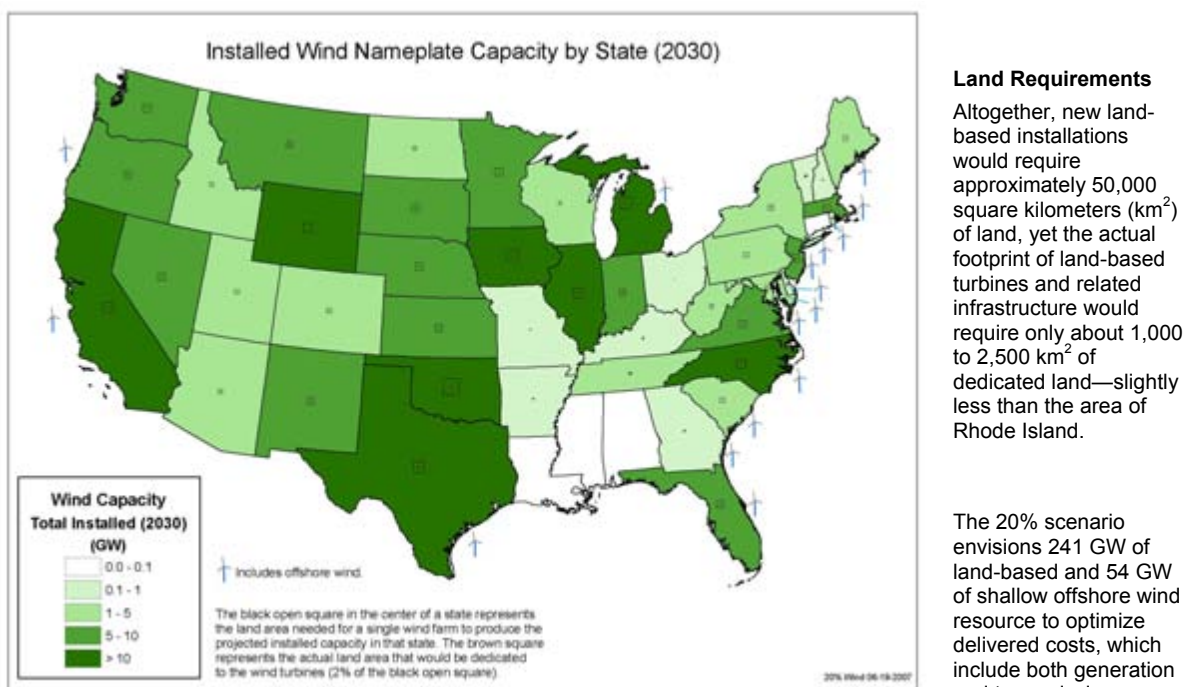 Installed Wind Nameplate Capacity by State (2030)
Wind Capacity
Total Installed (2030)
(GW)
0.0 - 0.1
0.1 - 1
1 - 5
5 - 10
> 10
Includes offshore wind.
The black open square in the center of a state represents
the land area needed for a single wind farm to produce the
projected installed capacity in that state. The brown square
represents the actual land area that would be dedicated
to the wind turbines (2% of the black open square)
20% Wind 06-19-2007
Land Requirements
Altogether, new land-
based installations
would require
approximately 50,000
square kilometers (km²)
of land, yet the actual
footprint of land-based
turbines and related
infrastructure would
require only about 1,000
to 2,500 km² of
dedicated land—slightly
less than the area of
Rhode Island.
The 20% scenario
envisions 241 GW of
land-based and 54 GW
of shallow offshore wind
resource to optimize
delivered costs, which
include both generation